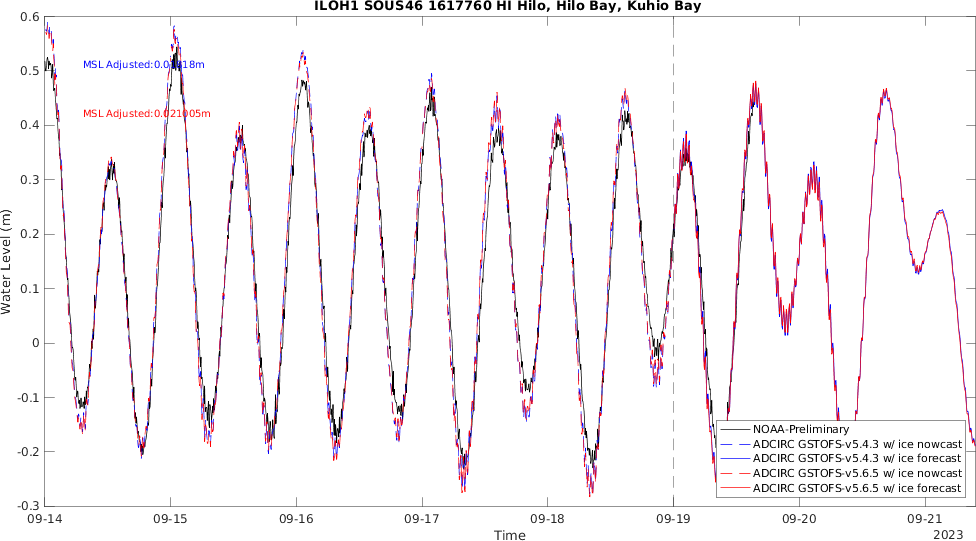 ILOH1 SOUS46 1617760 HI Hilo, Hilo Bay, Kuhio Bay
0.6
0.5
0.4
0.3
0.2
0.1
0
-0.1
-0.2
-0.3
Water Level (m)
MSL Adjusted:
MSL Adjusted:0.021005m
NOAA-Preliminary
ADCIRC GSTOFS-v5.4.3 w/ ice nowcast
ADCIRC GSTOFS-v5.4.3 w/ ice forecast
ADCIRC GSTOFS-v5.6.5 w/ ice nowcast
ADCIRC GSTOFS-v5.6.5 w/ ice forecast
09-14 09-15 09-16 09-17 09-18 09-19 09-20 09-21
Time
2023